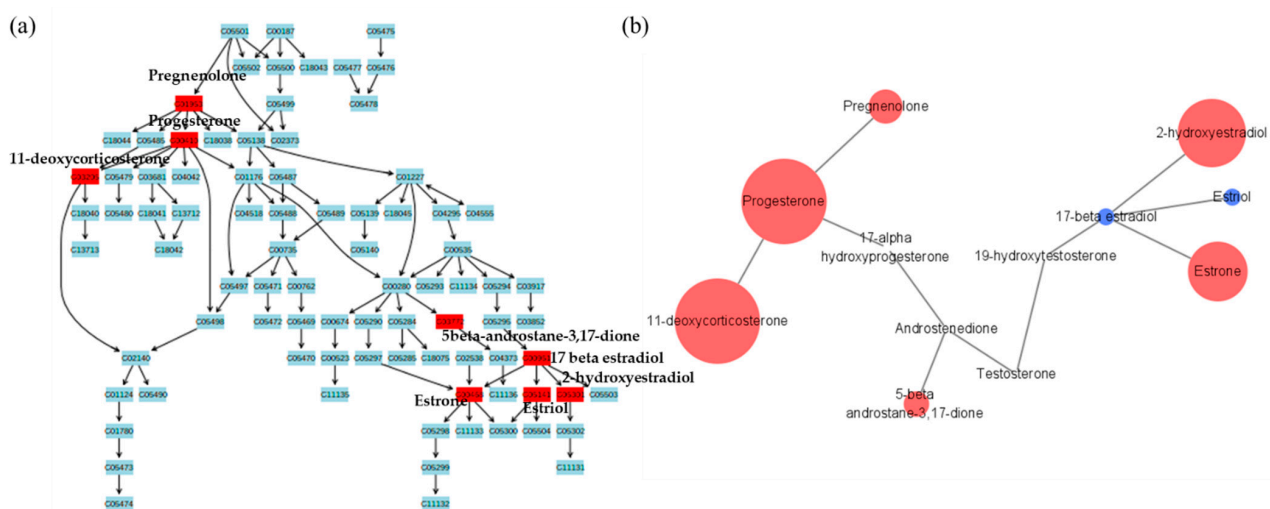 (a)
C05501 C00187 C05475
C05502 C05500 C18043 C05477 C05476
Pregnenolone
C05499 C05478
Progesterone
C18044 C05485 C18038 C05138 C02373
11-deoxycorticosterone
C05479 C03681 C04042 C01176 C05487 C01227
C18040 C05480 C18041 C13712 C04518 C05488 C05489 C05139 C18045 C04295 C04555
C13713 C18042 C00735 C05140 C00535
C05497 C05471 C00762 C00280 C05293 C11134 C05294 C03917
C05498 C05472 C05469 C00674 C05290 C05284 C05295 C03852
5beta-androstane-3,17-dione
C02140 C05470 C00523 C05297 C05285 C18075 C02538 C04373 17 beta estradiol
2-hydroxyestradiol
C01124 C05490 C11135 Estrone C11136 Estriol C05503
C01780 C05298 C11133 C05300 C05504 C05302
C05473 C05299 C11131
C05474 C11132
(b)
Pregnenolone
2-hydroxyestradiol
Progesterone
Estriol
17-beta estradiol
17-alpha
hydroxyprogesterone
19-hydroxytestosterone
Estrone
11-deoxycorticosterone
Androstenedione
Testosterone
5-beta
androstane-3,17-dione